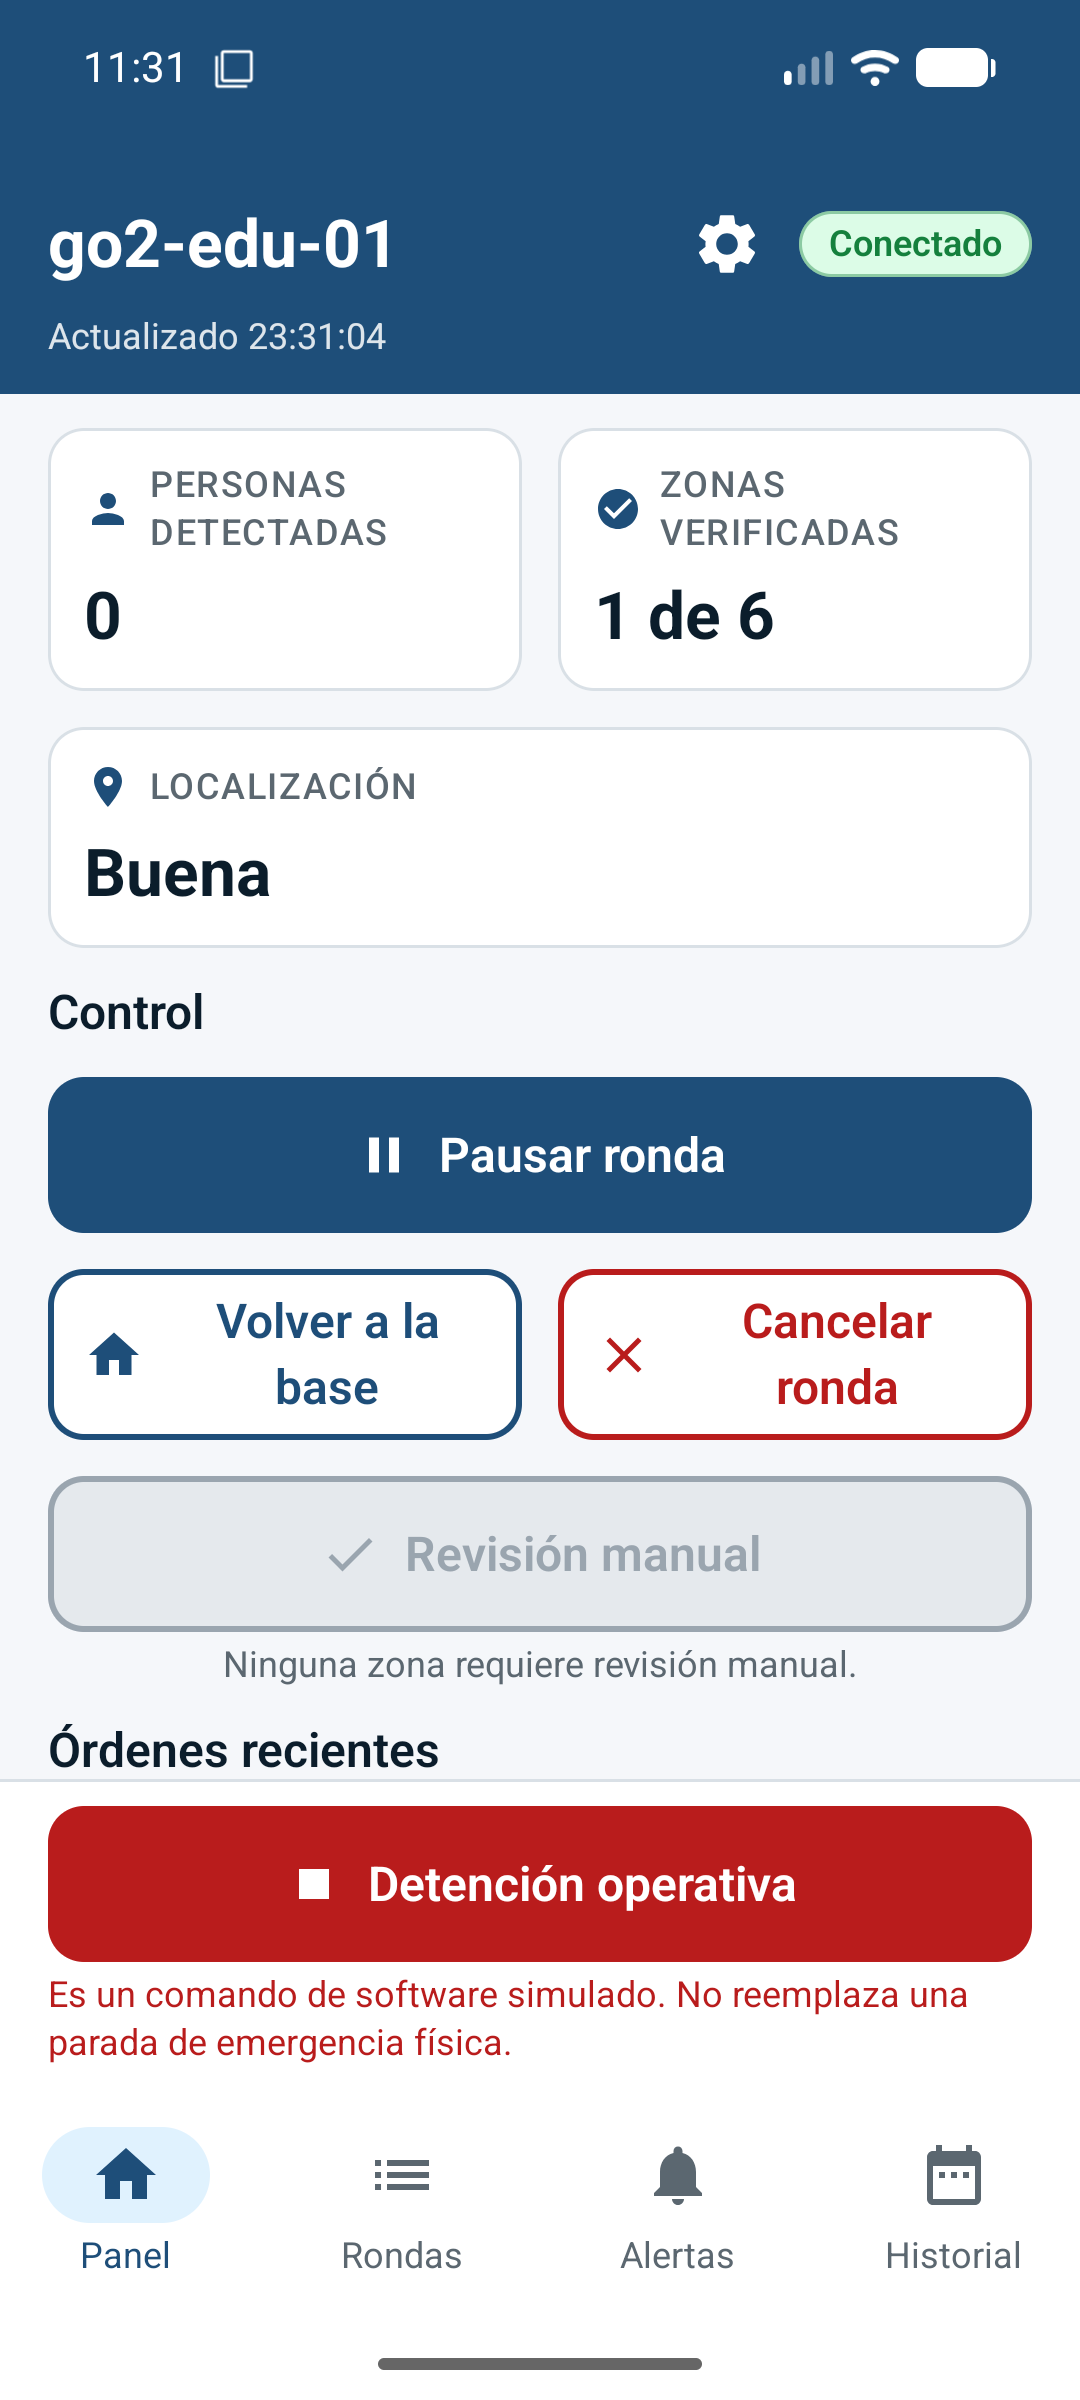 11:31
go2-edu-01
Conectado
Actualizado 23:31:04
PERSONAS
DETECTADAS
0
ZONAS
VERIFICADAS
1 de 6
LOCALIZACIÓN
Buena
Control
Pausar ronda
Volver a la
base
Cancelar
ronda
Revisión manual
Ninguna zona requiere revisión manual.
Órdenes recientes
Detención operativa
Es un comando de software simulado. No reemplaza una
parada de emergencia física.
Panel
Rondas
Alertas
Historial